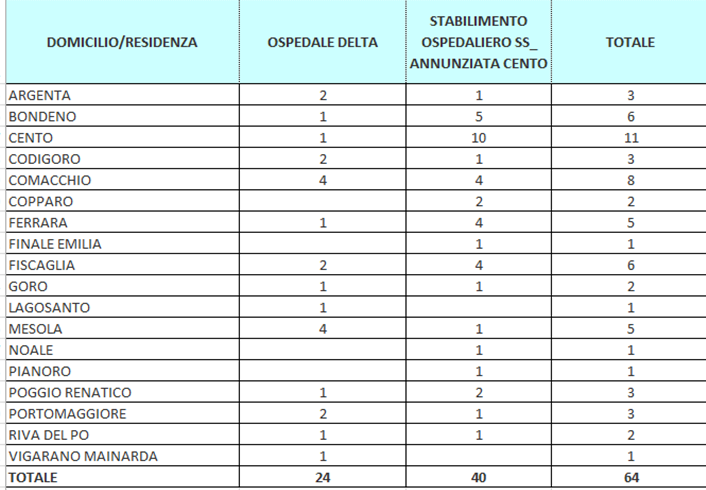 DOMICILIO/RESIDENZA OSPEDALE DELTA STABILIMENTO OSPEDALIERO SS_ ANNUNZIATA CENTO TOTALE
ARGENTA 2 1 3
BONDENO 1 5 6
CENTO 1 10 11
CODIGORO 2 1 3
COMACCHIO 4 4 8
COPPARO 2 2
FERRARA 1 4 5
FINALE EMILIA 1 1
FISCAGLIA 2 4 6
GORO 1 1 2
LAGOSANTO 1 1
MESOLA 4 1 5
NOALE 1 1
PIANORO 1 1
POGGIO RENATICO 1 2 3
PORTOMAGGIORE 2 1 3
RIVA DEL PO 1 1 2
VIGARANO MAINARDA 1 1
TOTALE 24 40 64